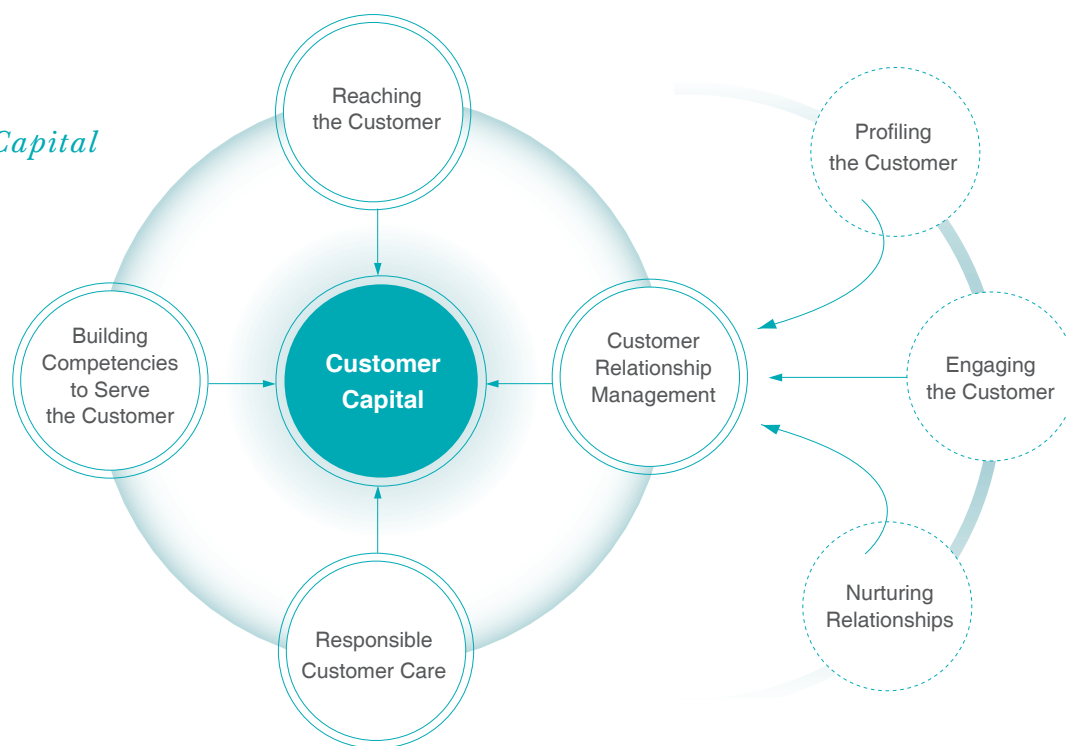 Capital
Reaching
the Customer
Profiling
the Customer
Building
Competencies
to Serve
the Customer
Customer
Capital
Customer
Relationship
Management
Engaging
the Customer
Responsible
Customer Care
Nurturing
Relationships